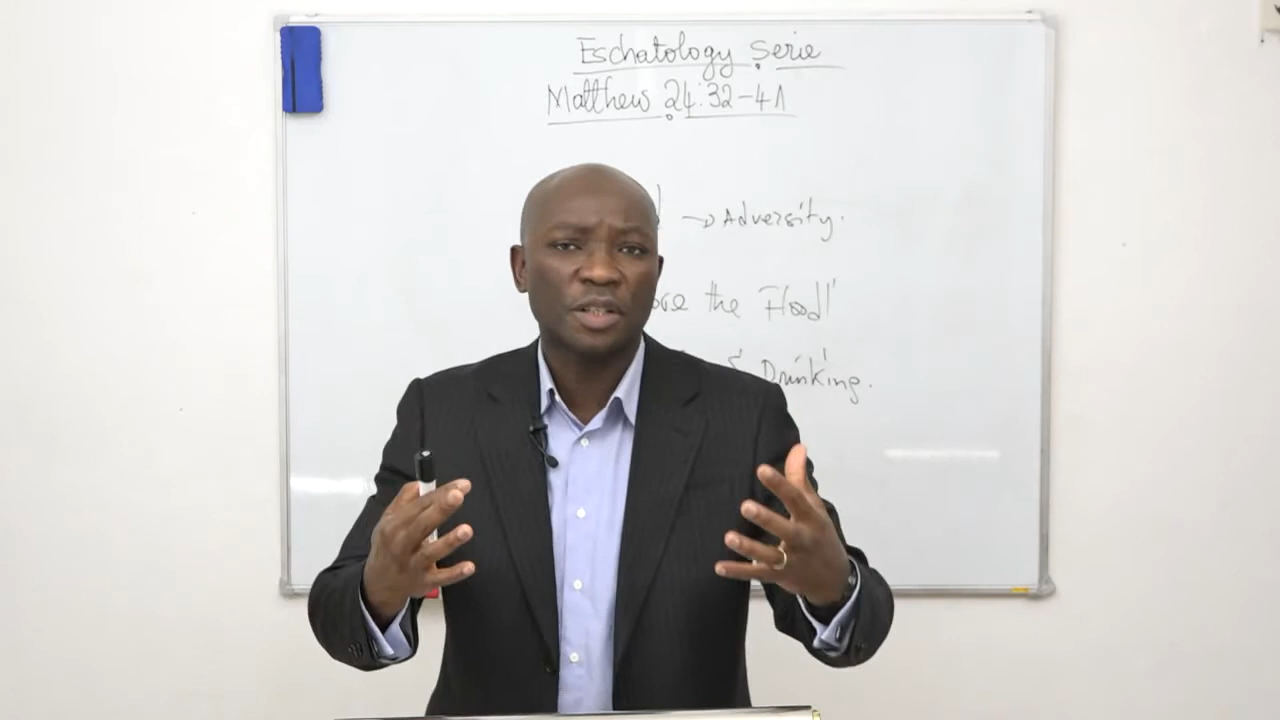 Eschatology Serie
Matthew 24:32-41
→ Adversity.
the Flood'
& Drinking.